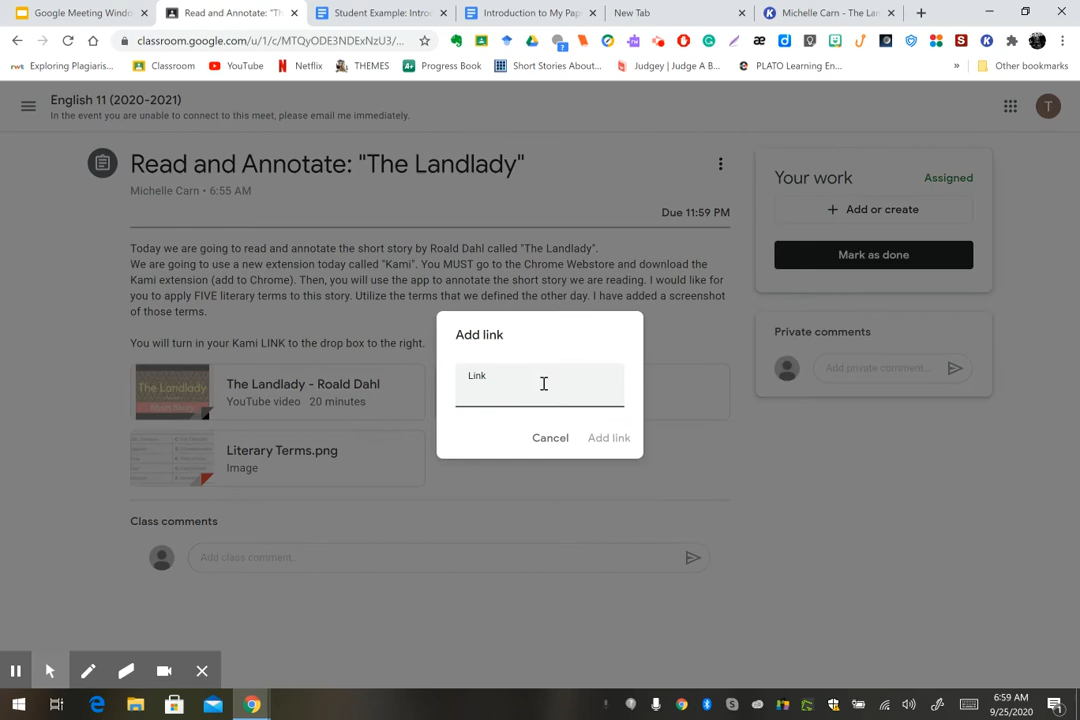 Google Meeting Windo
Read and Annotate: "Th
Student Example: Intro
Introduction to My Pap
New Tab
Michelle Carn - The Lan
classroom.google.com/u/1/c/MTQyODE3NDExNzU3/...
Exploring Plagiaris...
Classroom
YouTube
Netflix
THEMES
Progress Book
Short Stories About...
Judgey | Judge A B...
PLATO Learning En...
»
Other bookmarks
English 11 (2020-2021)
In the event you are unable to connect to this meet, please email me immediately.
T
Read and Annotate: "The Landlady"
Michelle Carn • 6:55 AM
Due 11:59 PM
Today we are going to read and annotate the short story by Roald Dahl called "The Landlady".
We are going to use a new extension today called "Kami". You MUST go to the Chrome Webstore and download the
Kami extension (add to Chrome). Then, you will use the app to annotate the short story we are reading. I would like for
you to apply FIVE literary terms to this story. Utilize the terms that we defined the other day. I have added a screenshot
of those terms.
You will turn in your Kami LINK to the drop box to the right.
The Landlady
The Landlady - Roald Dahl
YouTube video 20 minutes
Literary Terms.png
Image
Class comments
Add class comment...
Your work
Assigned
+ Add or create
Mark as done
Private comments
Add private comment...
Add link
Link
Cancel
Add link
6:59 AM
9/25/2020